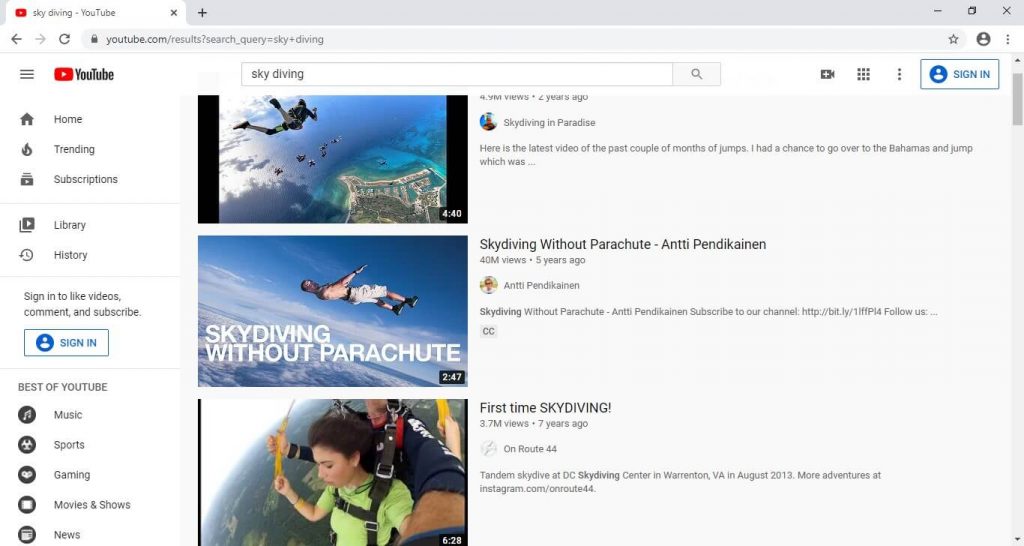 sky diving - YouTube
youtube.com/results?search_query=sky+diving
YouTube
sky diving
SIGN IN
Home
Trending
Subscriptions
Library
History
Sign in to like videos,
comment, and subscribe.
SIGN IN
BEST OF YOUTUBE
Music
Sports
Gaming
Movies & Shows
News
4.9M views • 2 years ago
Skydiving in Paradise
Here is the latest video of the past couple of months of jumps. I had a chance to go over to the Bahamas and jump
which was ...
4:40
SKYDIVING
WITHOUT PARACHUTE
2:47
Skydiving Without Parachute - Antti Pendikainen
40M views • 5 years ago
Antti Pendikainen
Skydiving Without Parachute - Antti Pendikainen Subscribe to our channel: http://bit.ly/1lffPl4 Follow us: ...
CC
First time SKYDIVING!
3.7M views • 7 years ago
On Route 44
Tandem skydive at DC Skydiving Center in Warrenton, VA in August 2013. More adventures at
instagram.com/onroute44.
6:28